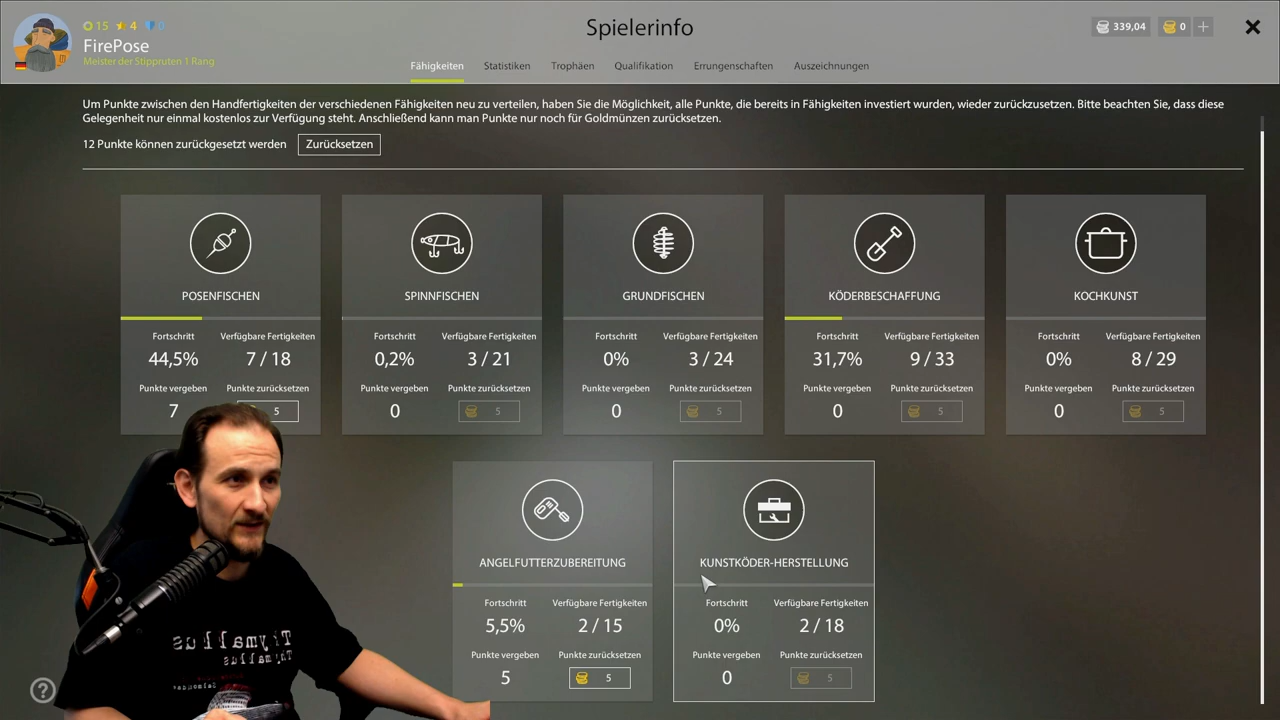 15 4 0
FirePose
Meister der Stippruten 1 Rang
Spielerinfo
339,04 0
Fähigkeiten Statistiken Trophäen Qualifikation Errungenschaften Auszeichnungen
Um Punkte zwischen den Handfertigkeiten der verschiedenen Fähigkeiten neu zu verteilen, haben Sie die Möglichkeit, alle Punkte, die bereits in Fähigkeiten investiert wurden, wieder zurückzusetzen. Bitte beachten Sie, dass diese
Gelegenheit nur einmal kostenlos zur Verfügung steht. Anschließend kann man Punkte nur noch für Goldmünzen zurücksetzen.
12 Punkte können zurückgesetzt werden Zurücksetzen
POSENFISCHEN
Fortschritt Verfügbare Fertigkeiten
44,5% 7 / 18
Punkte vergeben Punkte zurücksetzen
7 5
SPINNFISCHEN
Fortschritt Verfügbare Fertigkeiten
0,2% 3 / 21
Punkte vergeben Punkte zurücksetzen
0 5
GRUNDFISCHEN
Fortschritt Verfügbare Fertigkeiten
0% 3 / 24
Punkte vergeben Punkte zurücksetzen
0 5
KÖDERBESCHAFFUNG
Fortschritt Verfügbare Fertigkeiten
31,7% 9 / 33
Punkte vergeben Punkte zurücksetzen
0 5
KOCHKUNST
Fortschritt Verfügbare Fertigkeiten
0% 8 / 29
Punkte vergeben Punkte zurücksetzen
0 5
ANGELFUTTERZUBEREITUNG
Fortschritt Verfügbare Fertigkeiten
5,5% 2 / 15
Punkte vergeben Punkte zurücksetzen
5 5
KUNSTKÖDER-HERSTELLUNG
Fortschritt Verfügbare Fertigkeiten
0% 2 / 18
Punkte vergeben Punkte zurücksetzen
0 5
Thymallus
Thymallus
?